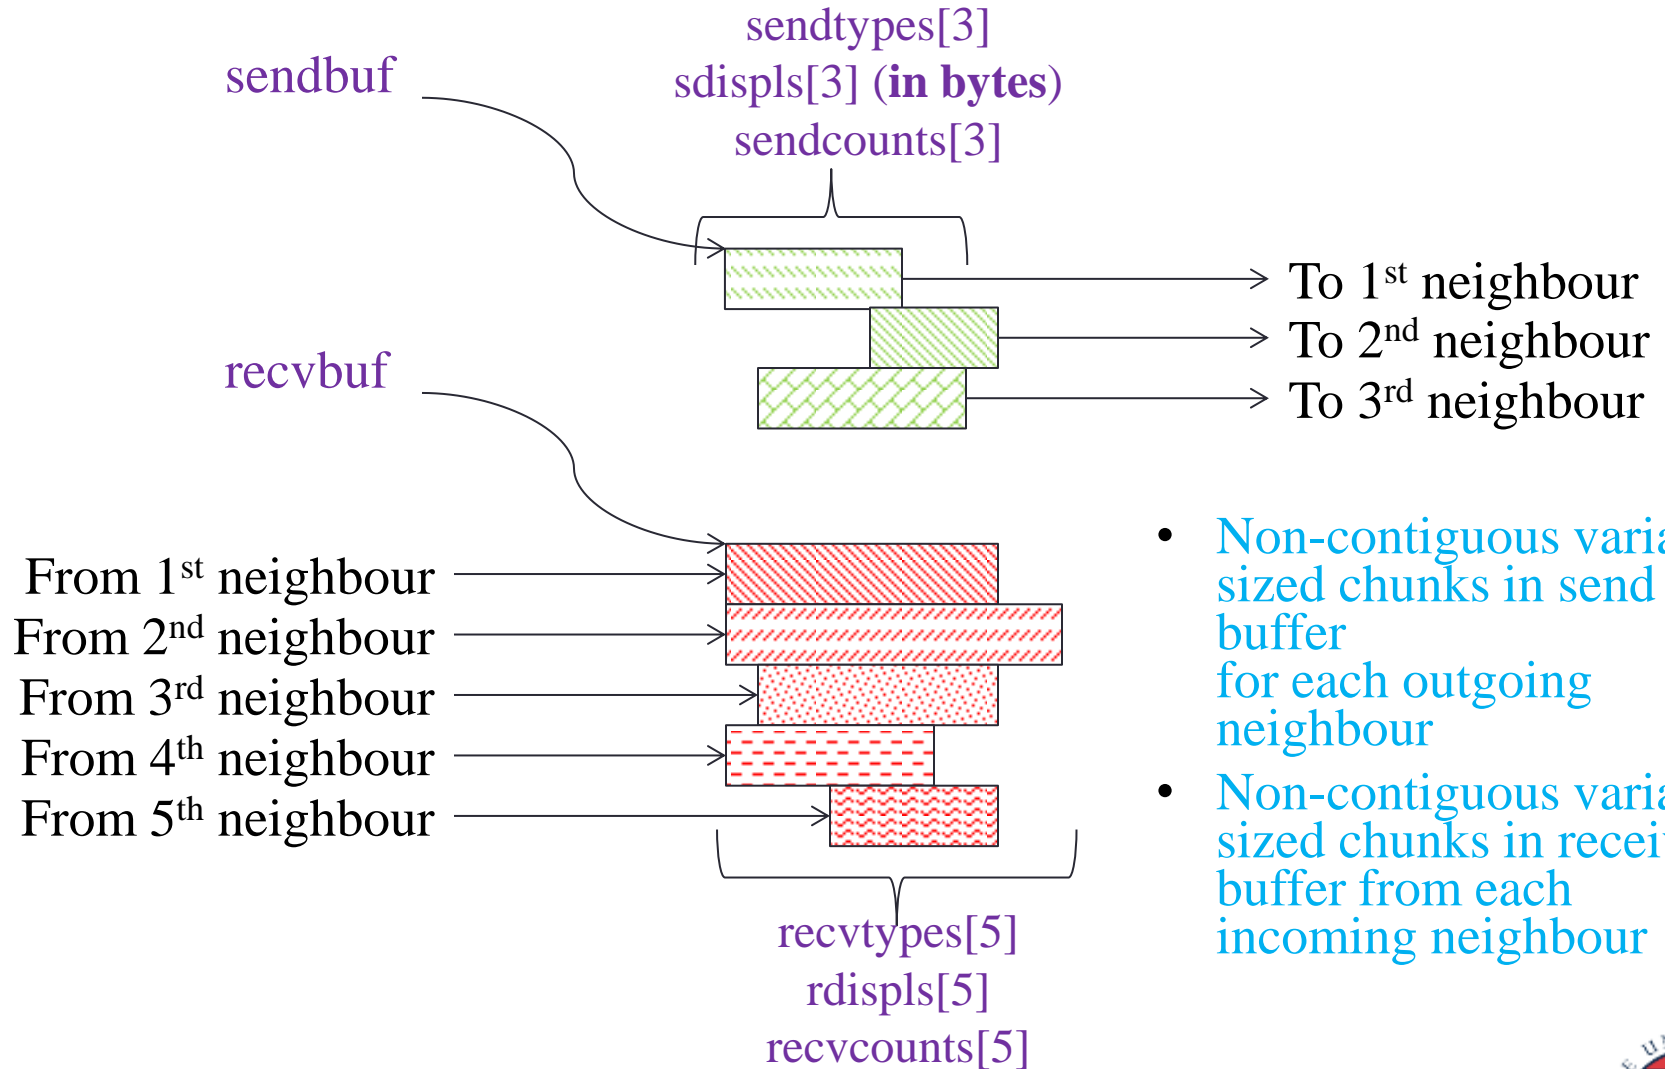 sendtypes[3]
sdispls[3] (in bytes)
sendcounts[3]
sendbuf
To 1st neighbour
To 2nd neighbour
To 3rd neighbour
recvbuf
From 1st neighbour
From 2nd neighbour
From 3rd neighbour
From 4th neighbour
From 5th neighbour
• Non-contiguous
sized chunks in send
buffer
for each outgoing
neighbour
• Non-contiguous
sized chunks in
buffer from each
incoming neighbour
recvtypes[5]
rdispls[5]
recvcounts[5]